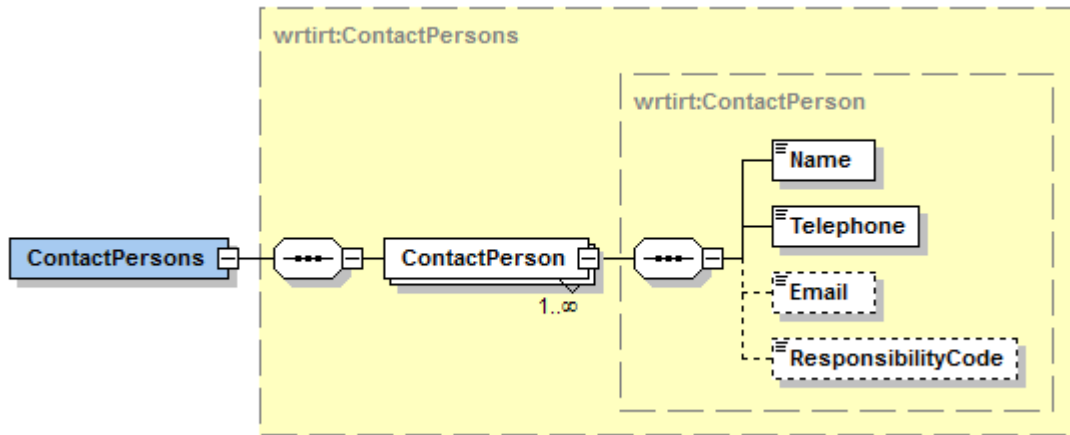 wrtirt:ContactPersons
wrtirt:ContactPerson
Name
Telephone
ContactPersons
ContactPerson
1..∞
Email
ResponsibilityCode